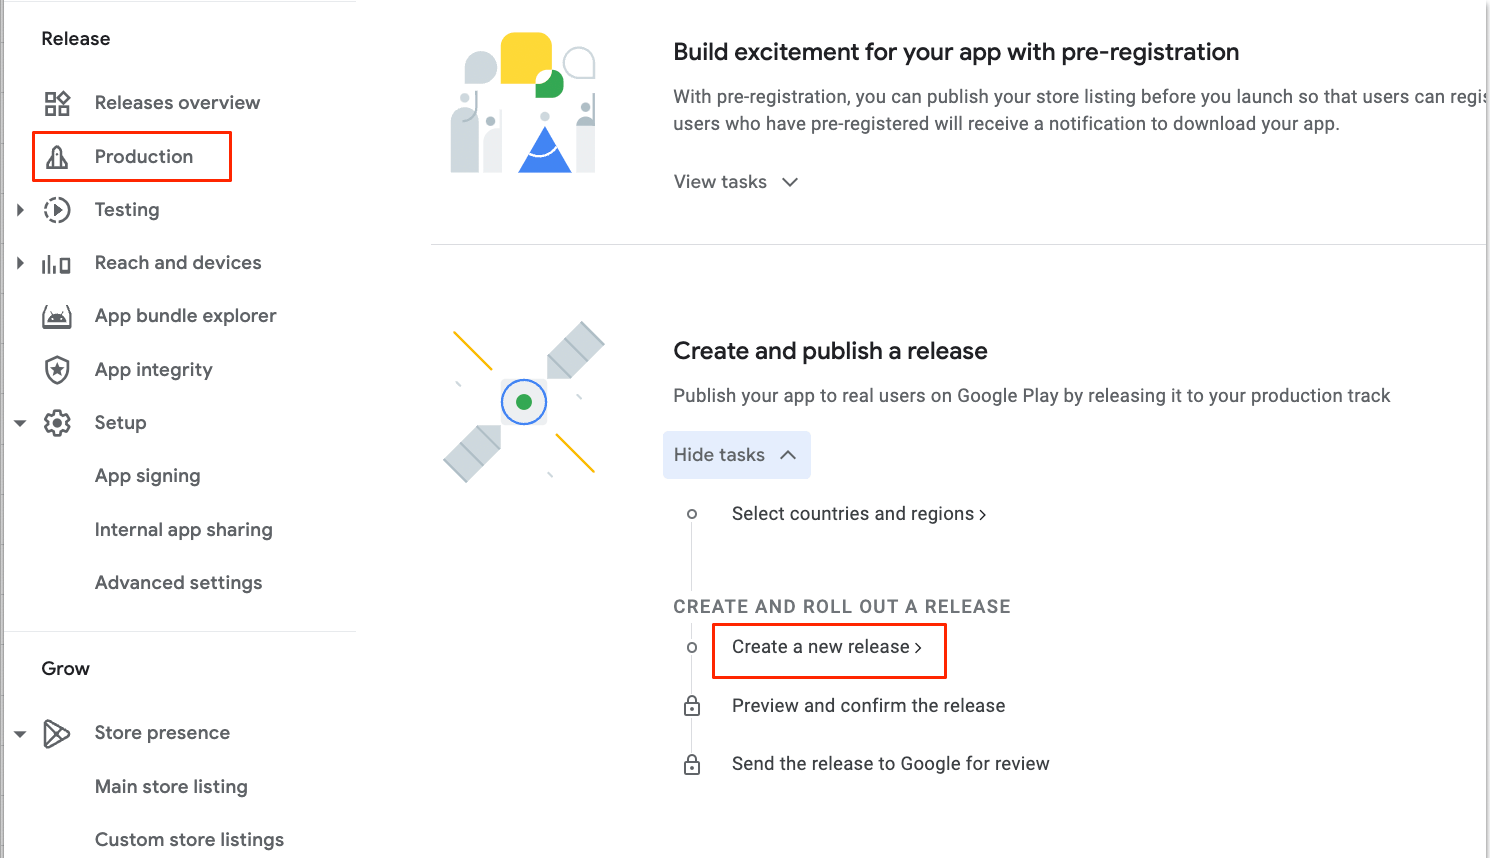 Release
Releases overview
Production
Testing
Reach and devices
App bundle explorer
App integrity
Setup
App signing
Internal app sharing
Advanced settings
Grow
Store presence
Main store listing
Custom store listings
Build excitement for your app with pre-registration
With pre-registration, you can publish your store listing before you launch so that users can regis
users who have pre-registered will receive a notification to download your app.
View tasks
Create and publish a release
Publish your app to real users on Google Play by releasing it to your production track
Hide tasks
Select countries and regions
CREATE AND ROLL OUT A RELEASE
Create a new release
Preview and confirm the release
Send the release to Google for review